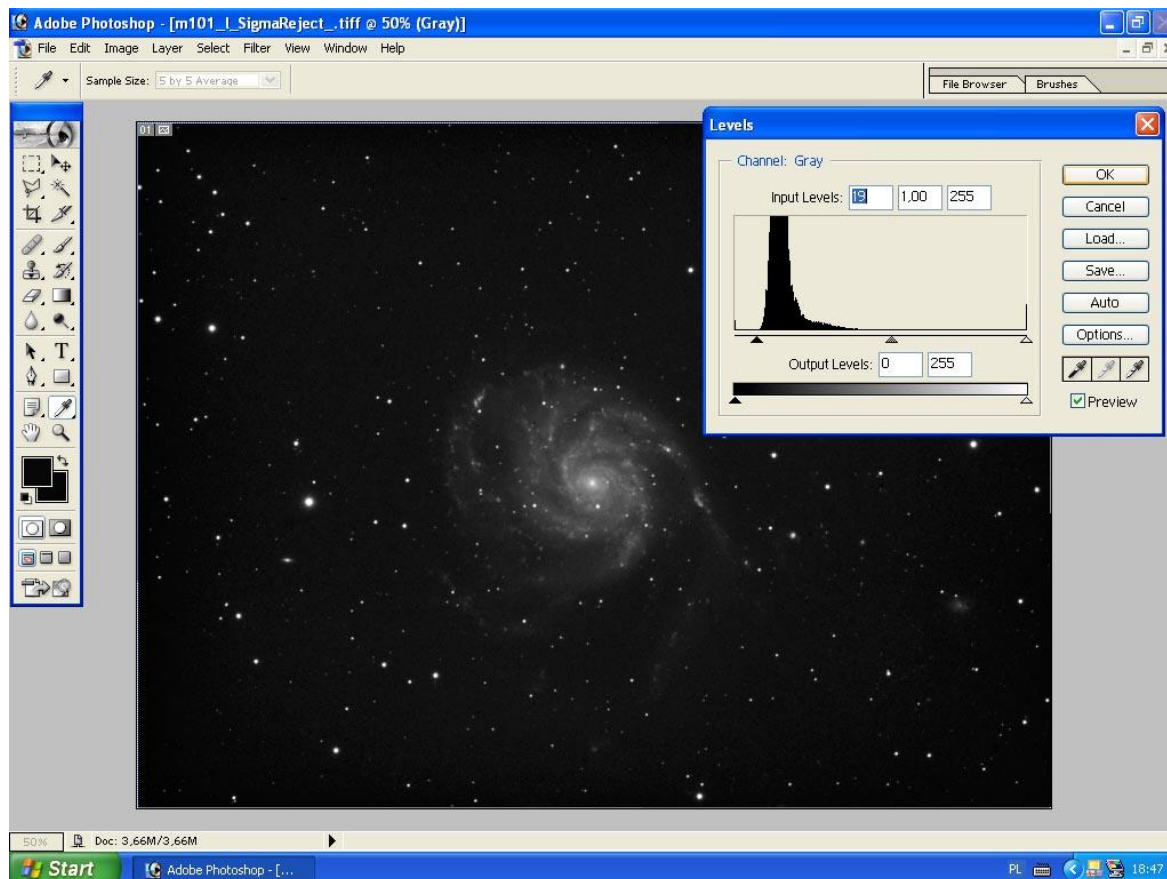 Adobe Photoshop - [m101_l_SigmaReject_.tiff @ 50% (Gray)]
File Edit Image Layer Select Filter View Window Help
Sample Size: 5 by 5 Average
File Browser Brushes
01
Levels
Channel: Gray
Input Levels: 19 1,00 255
Output Levels: 0 255
OK
Cancel
Load...
Save...
Auto
Options...
Preview
T
50% Doc: 3,66M/3,66M
Start Adobe Photoshop - [... PL 18:47